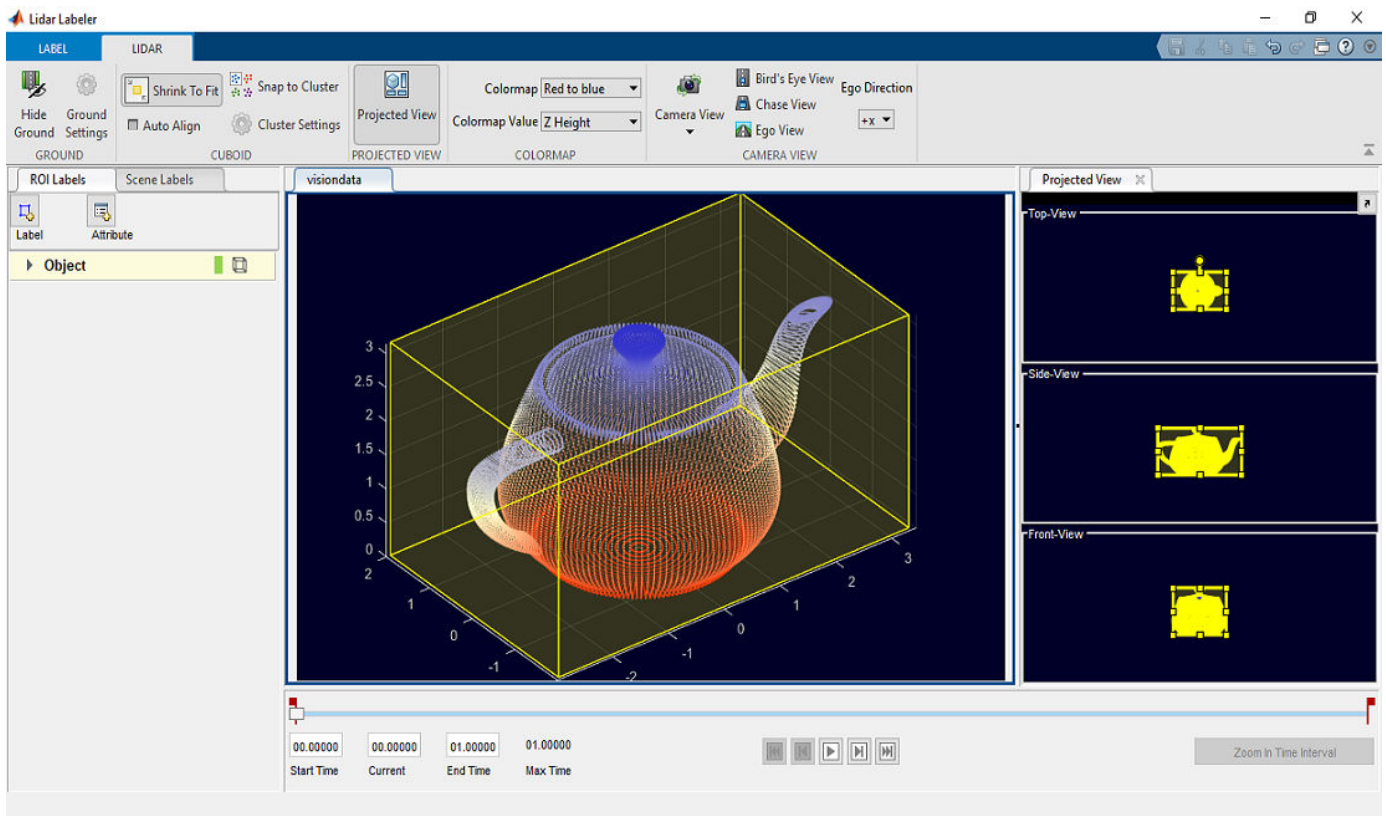 Lidar Labeler
LABEL
LIDAR
Hide Ground
Ground Settings
GROUND
Shrink To Fit
Snap to Cluster
Auto Align
Cluster Settings
CUBOID
Projected View
PROJECTED VIEW
Colormap Red to blue
Colormap Value Z Height
COLORMAP
Camera View
Bird's Eye View
Chase View
Ego View
Ego Direction
+x
CAMERA VIEW
ROI Labels
Scene Labels
Label
Attribute
Object
visiondata
3
2.5
2
1.5
1
0.5
0
2
1
0
-1
-2
-1
0
1
2
3
Projected View
Top-View
Side-View
Front-View
00.00000
00.00000
01.00000
01.00000
Start Time
Current
End Time
Max Time
Zoom In Time Interval